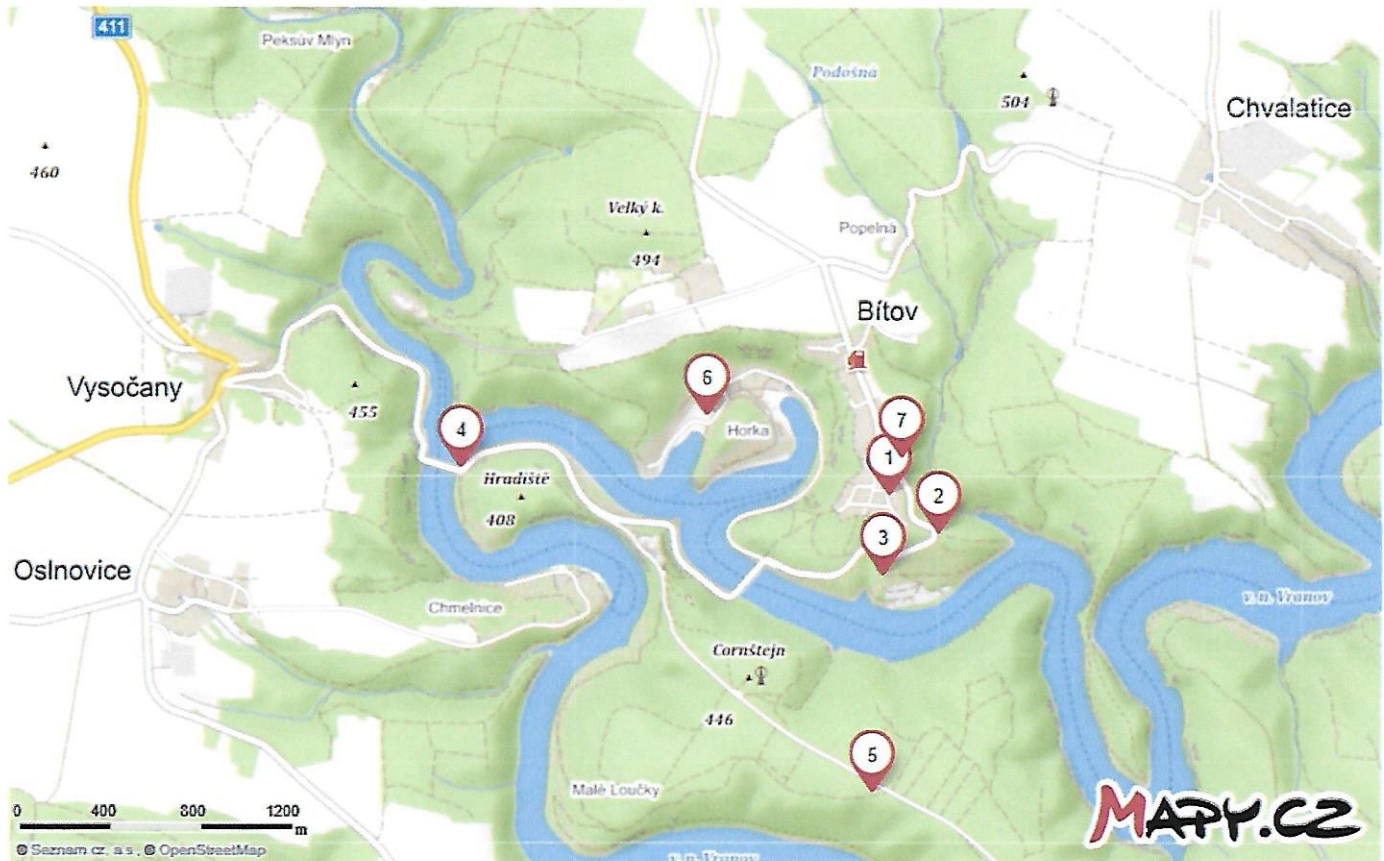 411
Peksův Mlýn
Podošná
504
Chvalatice
460
Velký k.
494
Popelná
Bítov
Vysočany
455
6
Horka
7
4
1
Hradiště
408
2
3
Oslnovice
Chmelnice
v. n. Vranov
Cornštejn
446
5
Malé Loučky
0 400 800 1200
m
MAPY.CZ
© Seznam.cz, a.s., © OpenStreetMap
v. n. Vranov